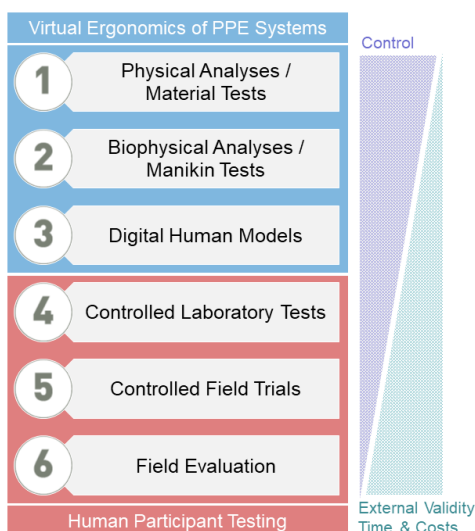 Virtual Ergonomics of PPE Systems
Control
1
Physical Analyses /
Material Tests
2
Biophysical Analyses /
Manikin Tests
3
Digital Human Models
4
Controlled Laboratory Tests
5
Controlled Field Trials
6
Field Evaluation
Human Participant Testing
External Validity
Time & Costs